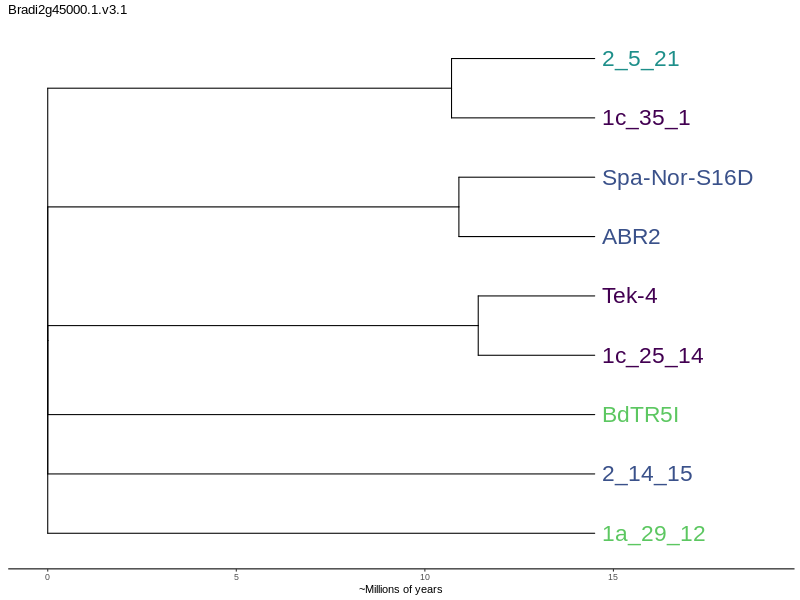 Bradi2g45000.1.v3.1
2_5_21
1c_35_1
Spa-Nor-S16D
ABR2
Tek-4
1c_25_14
BdTR5I
2_14_15
1a_29_12
0 5 10 15
~Millions of years